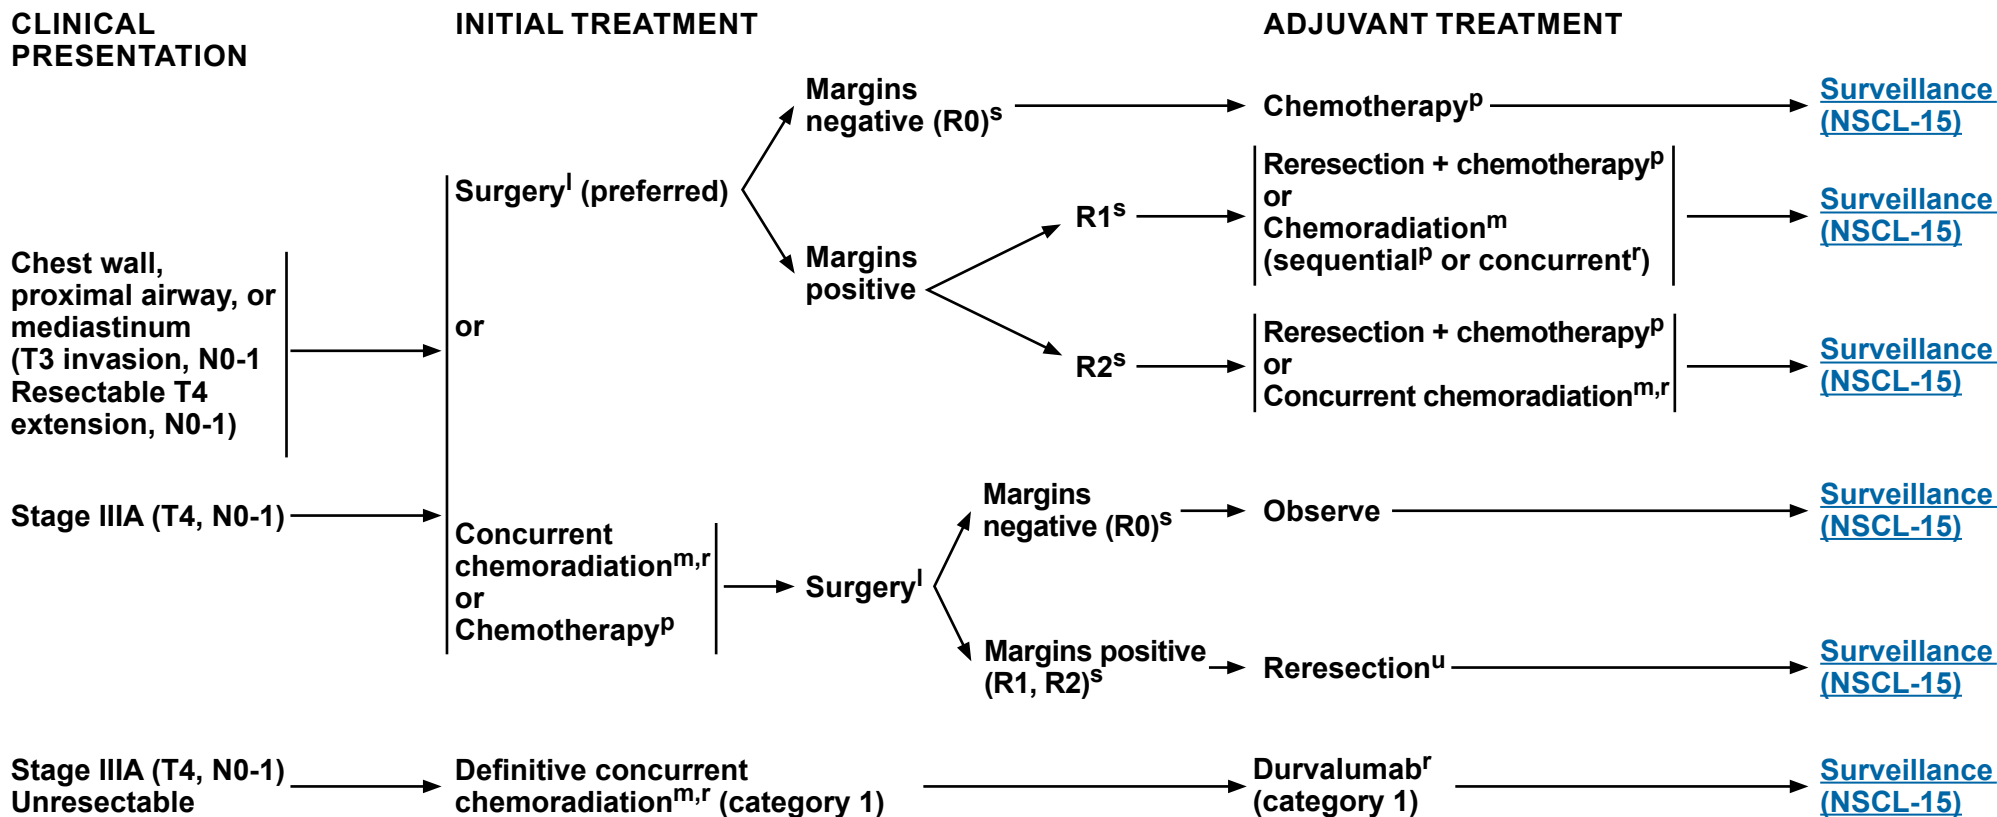 CLINICAL
PRESENTATION
INITIAL TREATMENT
ADJUVANT TREATMENT
Chest wall,
proximal airway, or
mediastinum
(T3 invasion, N0-1
Resectable T4
extension, N0-1)
Stage IIIA (T4, N0-1)
Surgeryˡ (preferred)
or
Concurrent
chemoradiationᵐ,ʳ
or
Chemotherapyᵖ
Margins
negative (R0)ˢ
Chemotherapyᵖ
Surveillance
(NSCL-15)
Margins
positive
R1ˢ
Reresection + chemotherapyᵖ
or
Chemoradiationᵐ
(sequentialᵖ or concurrentʳ)
Surveillance
(NSCL-15)
R2ˢ
Reresection + chemotherapyᵖ
or
Concurrent chemoradiationᵐ,ʳ
Surveillance
(NSCL-15)
Surgeryˡ
Margins
negative (R0)ˢ
Observe
Surveillance
(NSCL-15)
Margins positive
(R1, R2)ˢ
Reresectionᵘ
Surveillance
(NSCL-15)
Stage IIIA (T4, N0-1)
Unresectable
Definitive concurrent
chemoradiationᵐ,ʳ (category 1)
Durvalumabʳ
(category 1)
Surveillance
(NSCL-15)